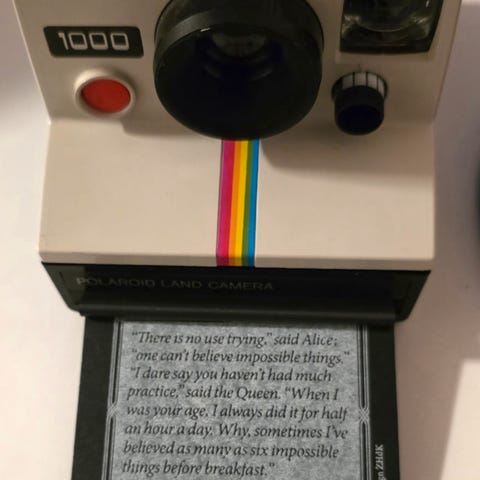 1000
POLAROID LAND CAMERA
"There is no use trying," said Alice;
"one can't believe impossible things."
"I dare say you haven't had much
practice," said the Queen. "When I
was your age, I always did it for half
an hour a day. Why, sometimes I've
believed as many as six impossible
things before breakfast."
ZHdK